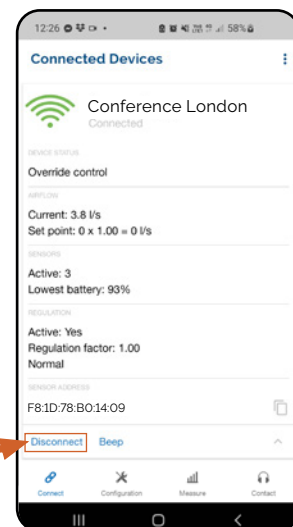 12:26 58%
Connected Devices
Conference London
Connected
DEVICE STATUS
Override control
AIRFLOW
Current: 3.8 l/s
Set point: 0 x 1.00 = 0 l/s
SENSORS
Active: 3
Lowest battery: 93%
REGULATION
Active: Yes
Regulation factor: 1.00
Normal
SENSOR ADDRESS
F8:1D:78:B0:14:09
Disconnect Beep
Connect Configuration Measure Contact